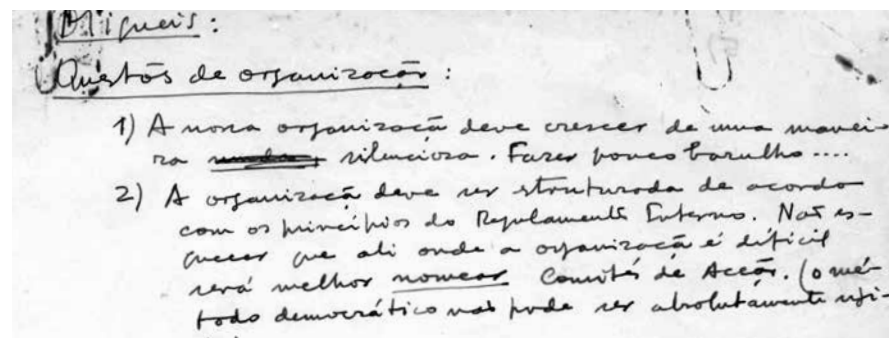 Questões de organização:
1) A nossa organização deve crescer de uma manei-
ra silenciosa. Fazer pouco barulho....
2) A organização deve ser struturada de acordo
com os princípios do Regulamento Interno. Não es-
quecer que ali onde a organização é difícil
será melhor nomear Comités de Acção. (o mé-
todo democrático não pode ser absolutamente